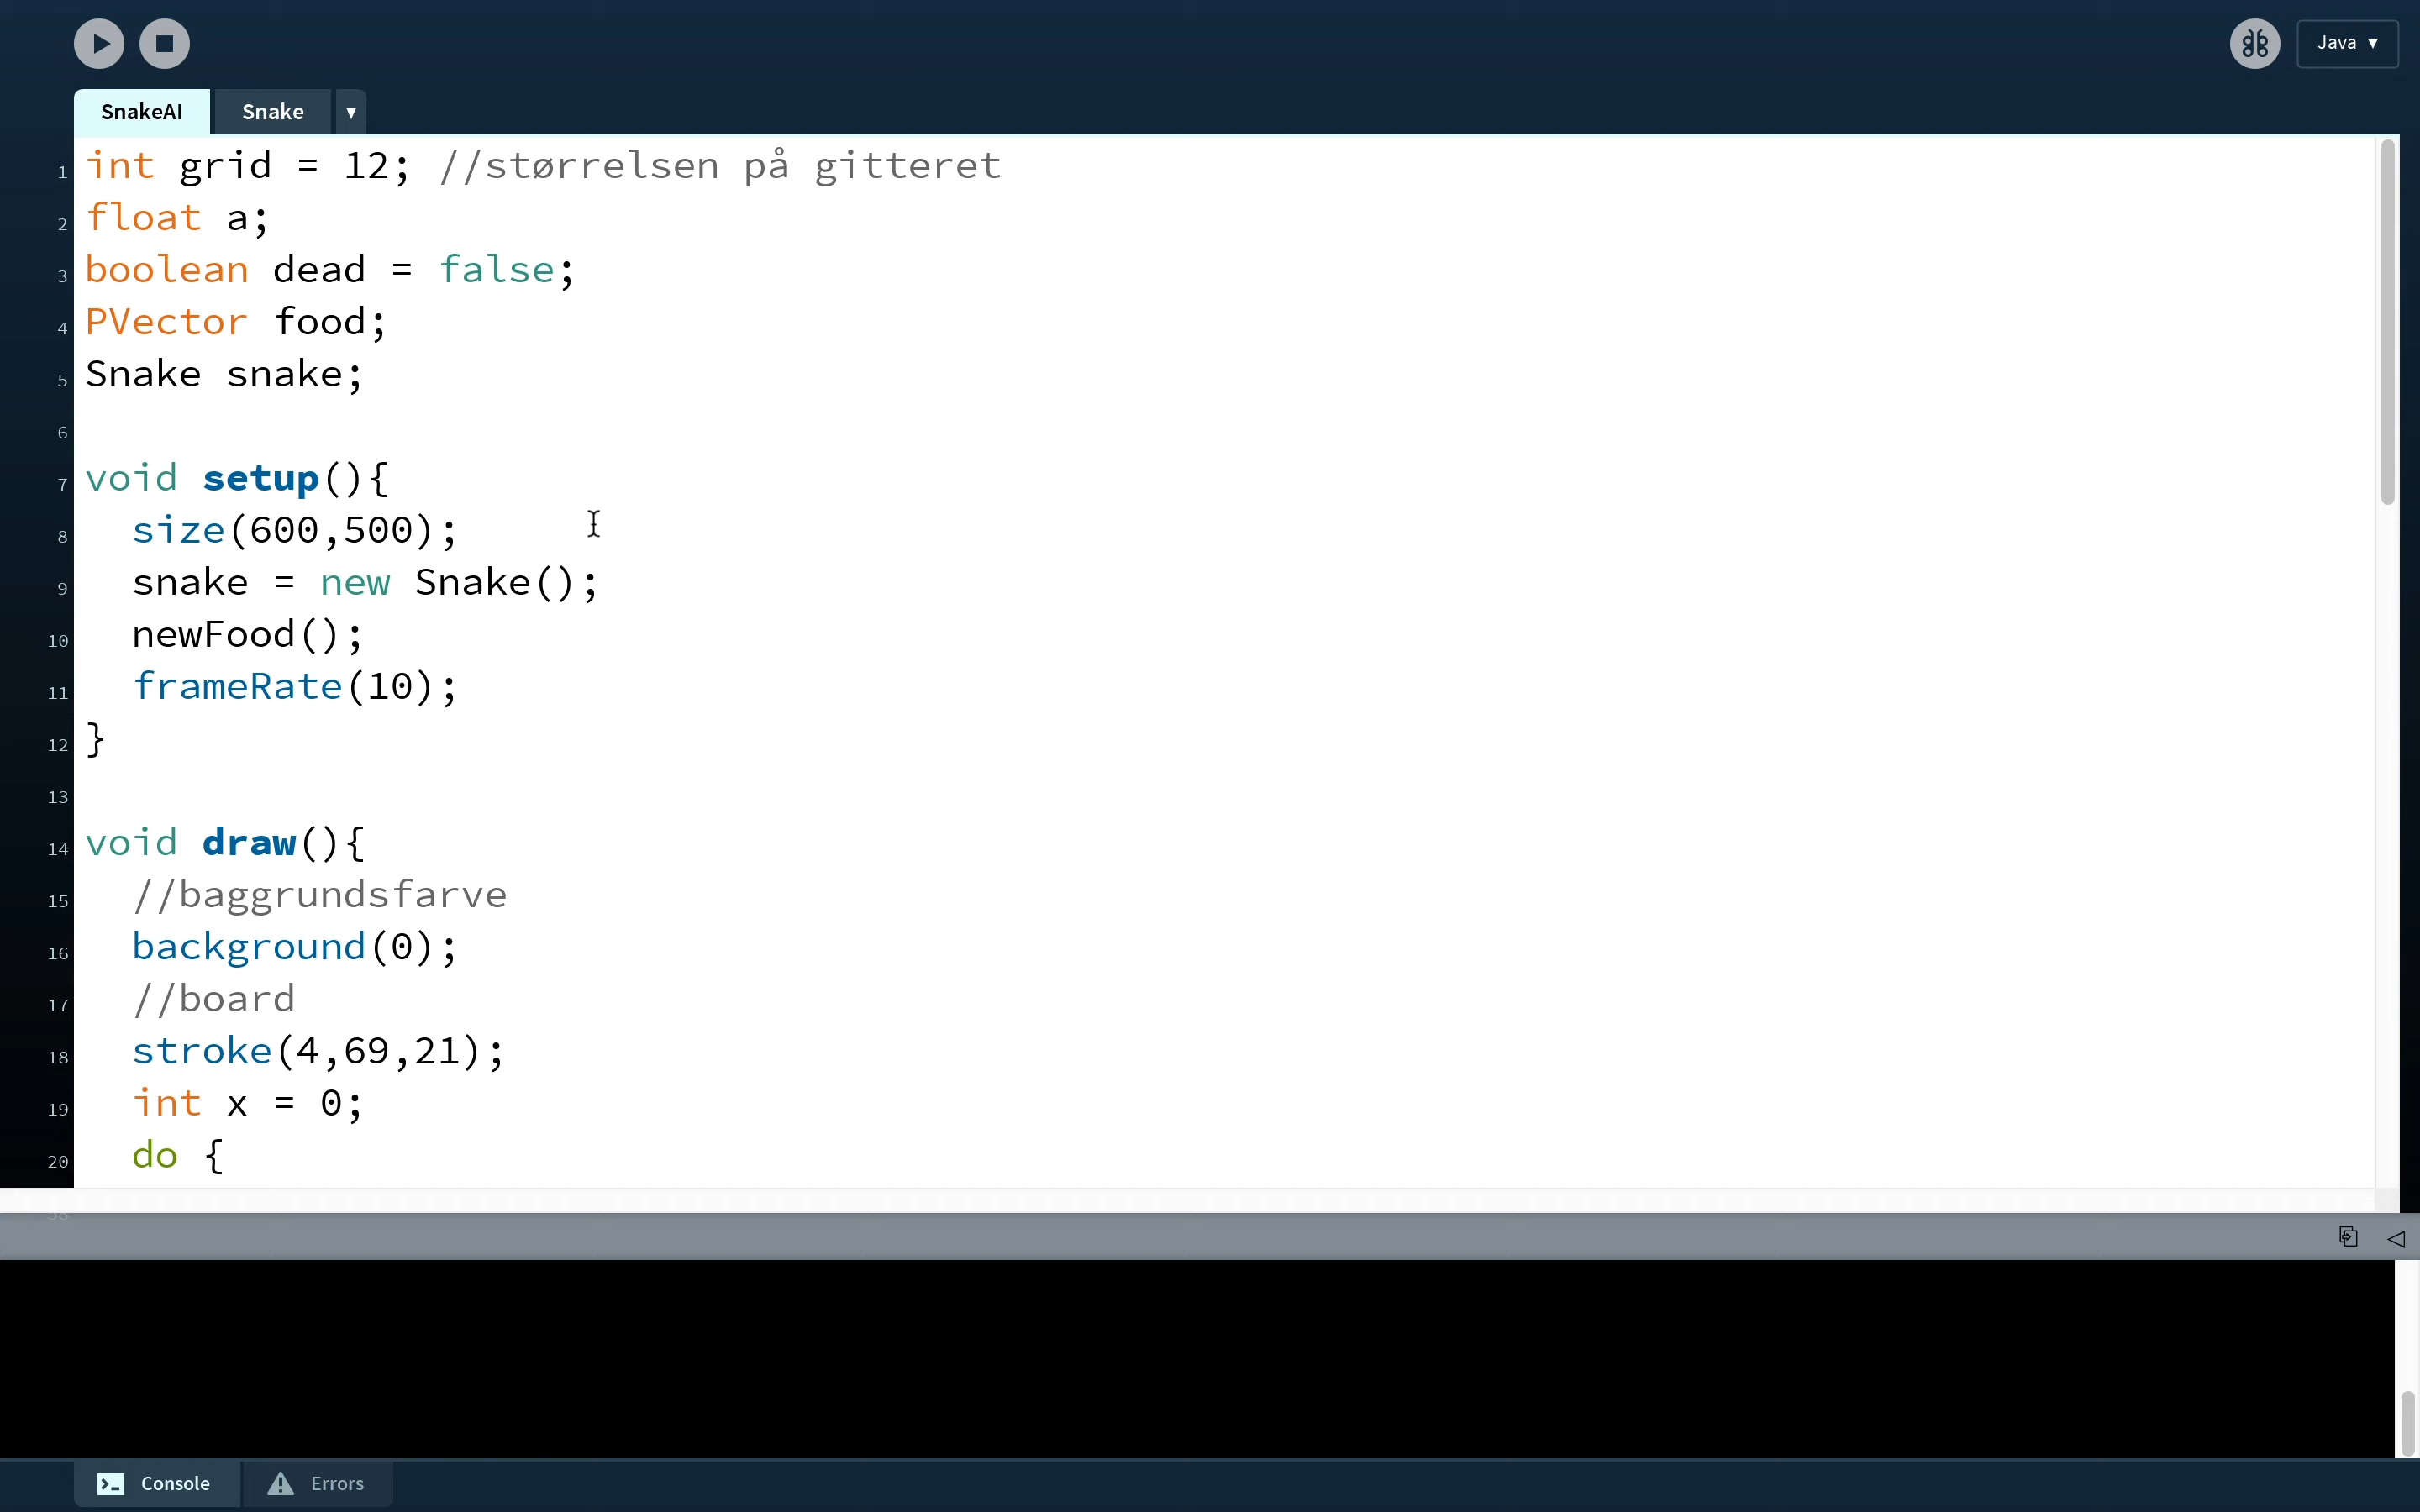 Java ▼
SnakeAI Snake ▼
1 int grid = 12; //størrelsen på gitteret
2 float a;
3 boolean dead = false;
4 PVector food;
5 Snake snake;
6
7 void setup(){
8 size(600,500);
9 snake = new Snake();
10 newFood();
11 frameRate(10);
12 }
13
14 void draw(){
15 //baggrundsfarve
16 background(0);
17 //board
18 stroke(4,69,21);
19 int x = 0;
20 do {
Console Errors